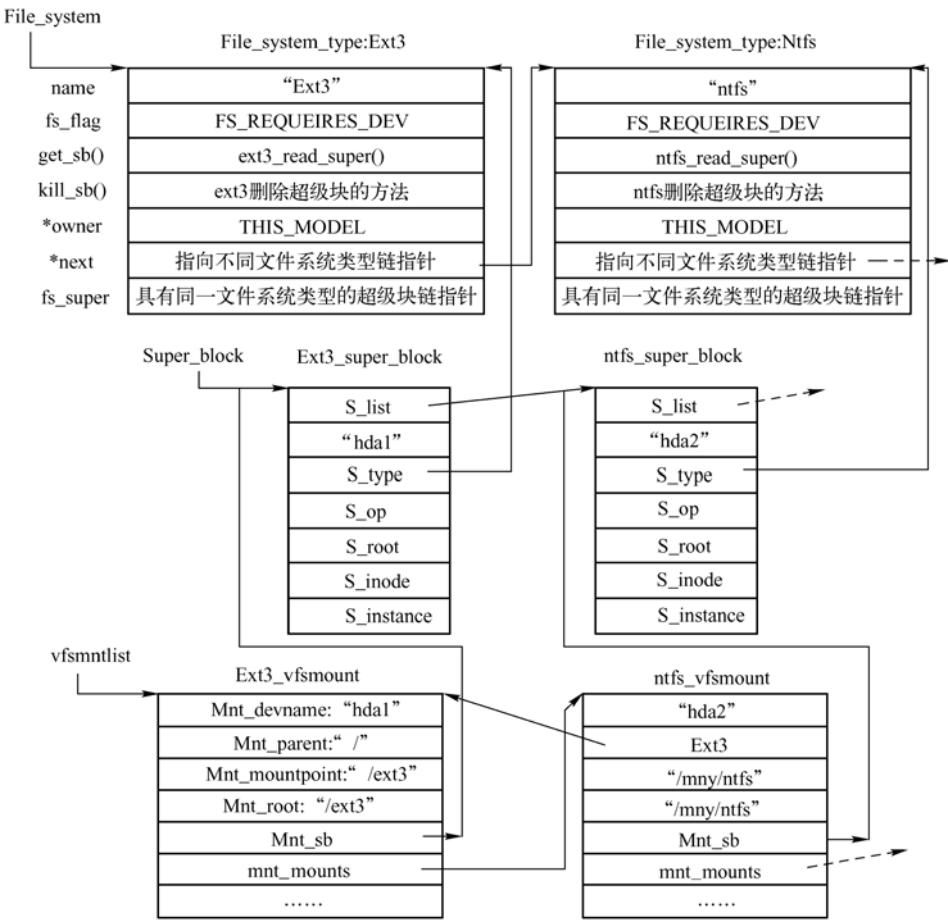 File_system
File_system_type:Ext3
File_system_type:Ntfs
name
“Ext3”
“ntfs”
fs_flag
FS_REQUEIRES_DEV
FS_REQUEIRES_DEV
get_sb()
ext3_read_super()
ntfs_read_super()
kill_sb()
ext3删除超级块的方法
ntfs删除超级块的方法
*owner
THIS_MODEL
THIS_MODEL
*next
指向不同文件系统类型链指针
指向不同文件系统类型链指针
fs_super
具有同一文件系统类型的超级块链指针
具有同一文件系统类型的超级块链指针
Super_block
Ext3_super_block
ntfs_super_block
S_list
“hda1”
S_type
S_op
S_root
S_inode
S_instance
S_list
“hda2”
S_type
S_op
S_root
S_inode
S_instance
vfsmntlist
Ext3_vfsmount
Mnt_devname:“hda1”
Mnt_parent:“ /”
Mnt_mountpoint:“ /ext3”
Mnt_root: “/ext3”
Mnt_sb
mnt_mounts
……
ntfs_vfsmount
“hda2”
Ext3
“/mny/ntfs”
“/mny/ntfs”
Mnt_sb
mnt_mounts
……